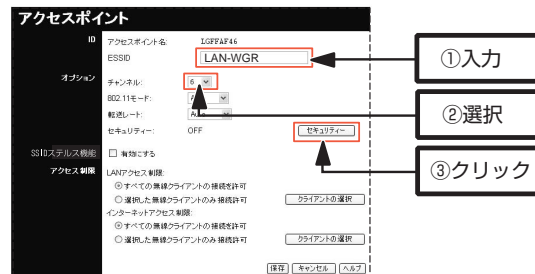 アクセスポイント
ID
アクセスポイント名: LGFFAF46
ESSID LAN-WGR
①入力
オプション
チャンネル: 6
②選択
802.11モード:
転送レート:
セキュリティー: OFF セキュリティー
③クリック
SSIDステルス機能 有効にする
アクセス制限
LANアクセス制限:
すべての無線クライアントの接続を許可
選択した無線クライアントのみ接続許可 クライアントの選択
インターネットアクセス制限:
すべての無線クライアントの接続を許可
選択した無線クライアントのみ接続許可 クライアントの選択
保存 キャンセル ヘルプ